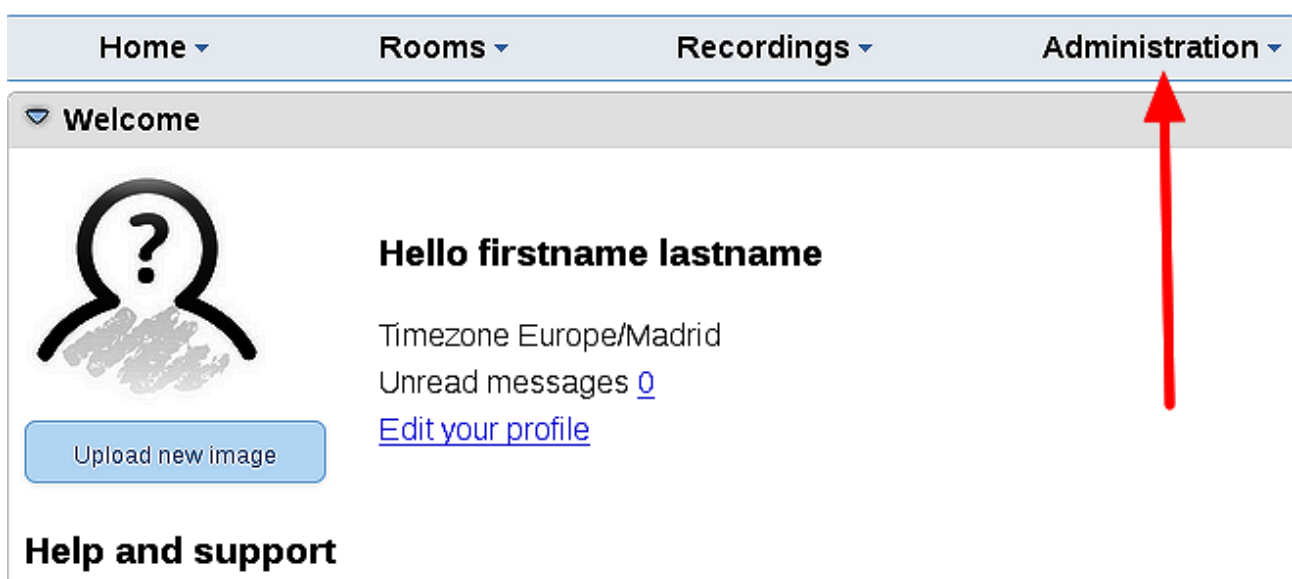 Home Rooms Recordings Administration
Welcome
?
Hello firstname lastname
Timezone Europe/Madrid
Unread messages 0
Edit your profile
Upload new image
Help and support